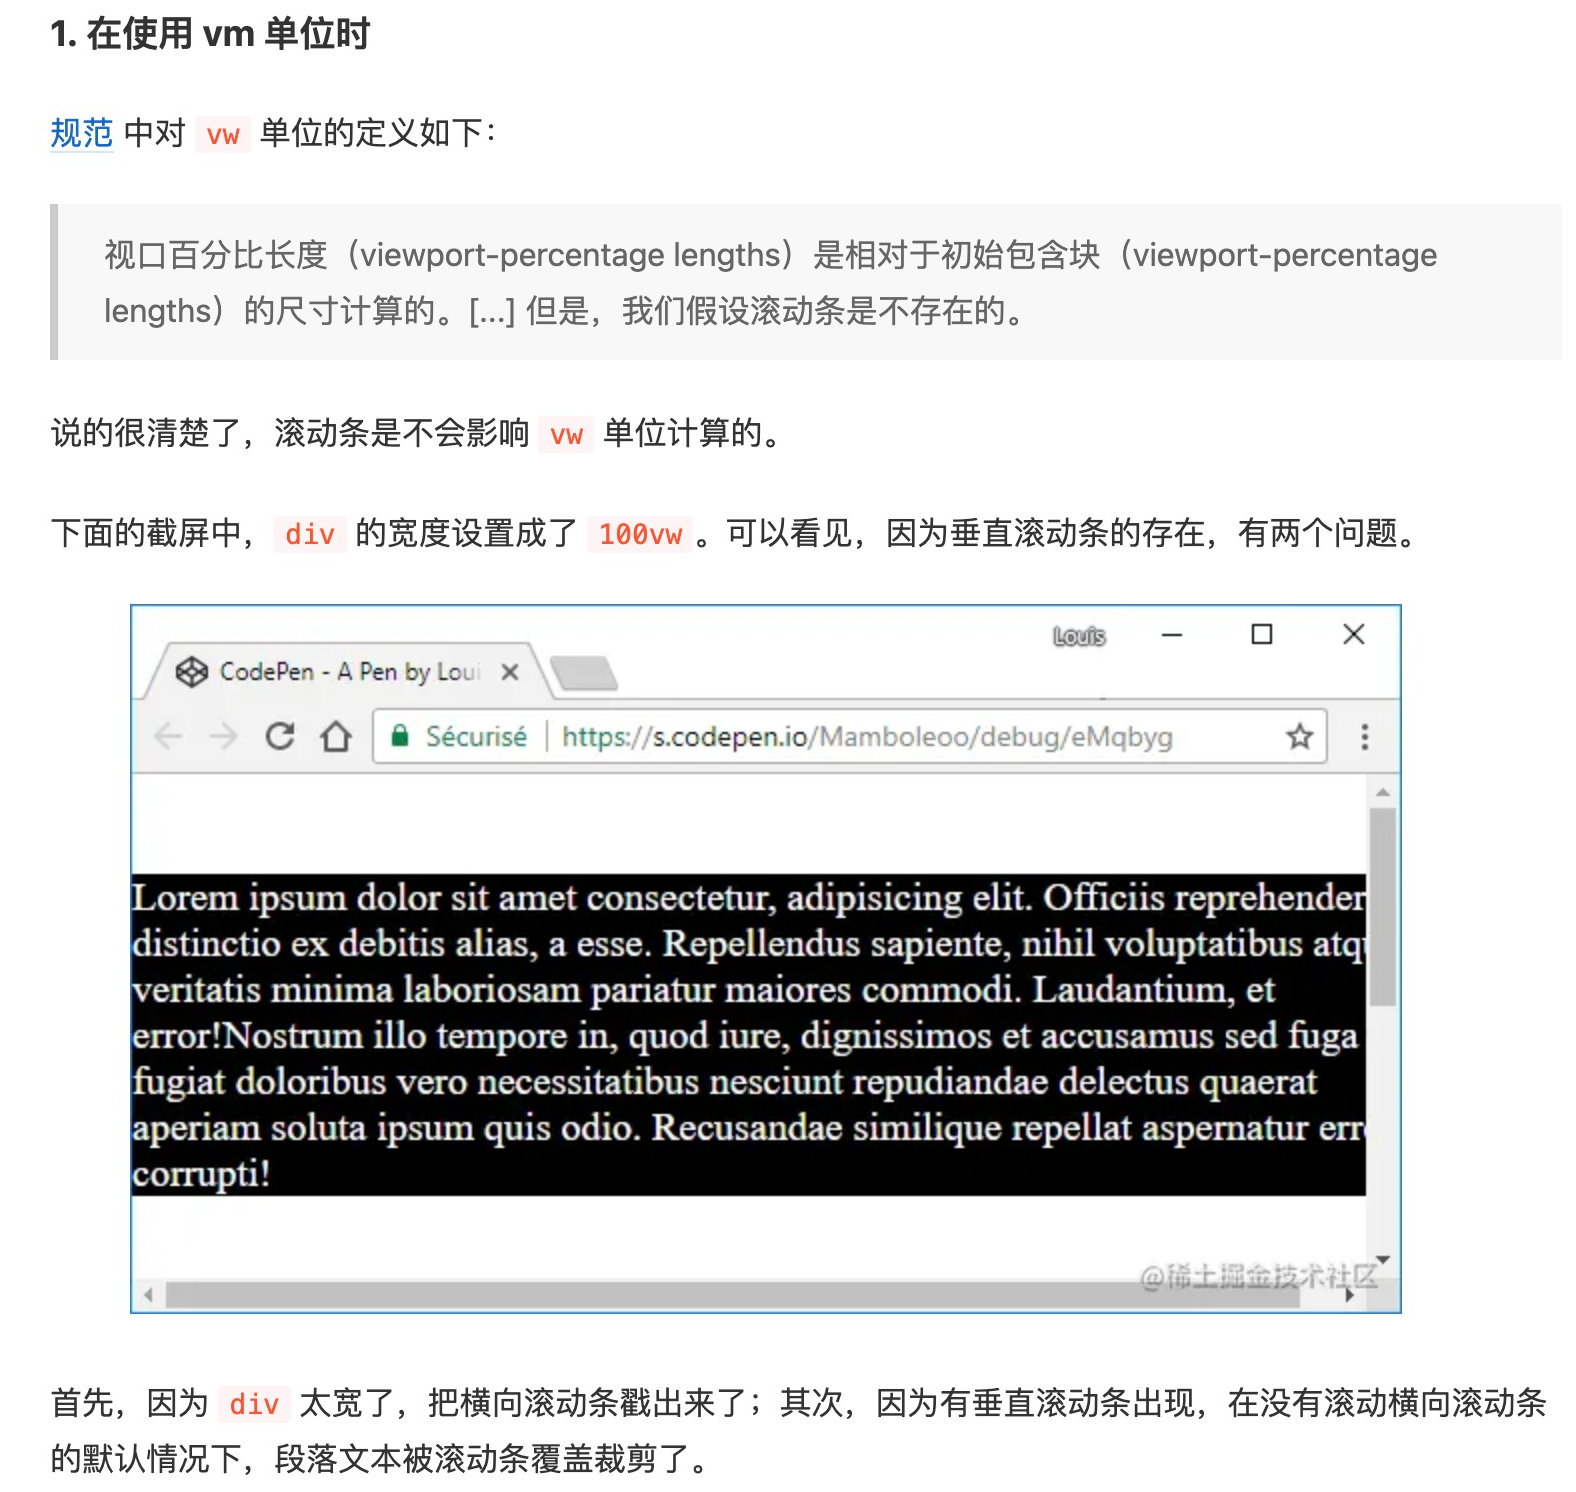 1. 在使用 vm 单位时
规范 中对 vw 单位的定义如下：
视口百分比长度（viewport-percentage lengths）是相对于初始包含块（viewport-percentage
lengths）的尺寸计算的。[...] 但是，我们假设滚动条是不存在的。
说的很清楚了，滚动条是不会影响 vw 单位计算的。
下面的截屏中， div 的宽度设置成了 100vw 。可以看见，因为垂直滚动条的存在，有两个问题。
Louis
CodePen - A Pen by Loui
Sécurisé https://s.codepen.io/Mamboleoo/debug/eMqbyg
Lorem ipsum dolor sit amet consectetur, adipisicing elit. Officiis reprehender
distinctio ex debitis alias, a esse. Repellendus sapiente, nihil voluptatibus atq
veritatis minima laboriosam pariatur maiores commodi. Laudantium, et
error!Nostrum illo tempore in, quod iure, dignissimos et accusamus sed fuga
fugiat doloribus vero necessitatibus nesciunt repudiandae delectus quaerat
aperiam soluta ipsum quis odio. Recusandae similique repellat aspernatur err
corrupti!
@稀土掘金技术社区
首先，因为 div 太宽了，把横向滚动条戳出来了；其次，因为有垂直滚动条出现，在没有滚动横向滚动条
的默认情况下，段落文本被滚动条覆盖裁剪了。